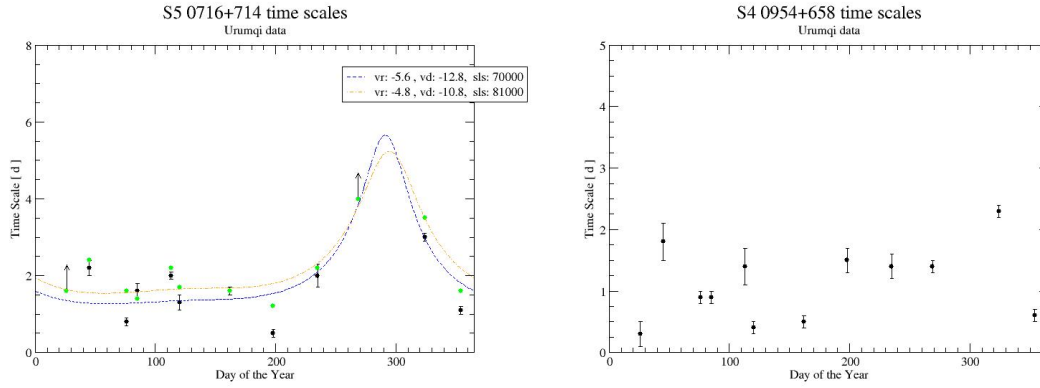 S5 0716+714 time scales
Urumqi data
vr: -5.6 , vd: -12.8, sls: 70000
vr: -4.8 , vd: -10.8, sls: 81000
Time Scale [ d ]
8
6
4
2
0
0 100 200 300
Day of the Year
S4 0954+658 time scales
Urumqi data
Time Scale [ d ]
5
4
3
2
1
0
0 100 200 300
Day of the Year